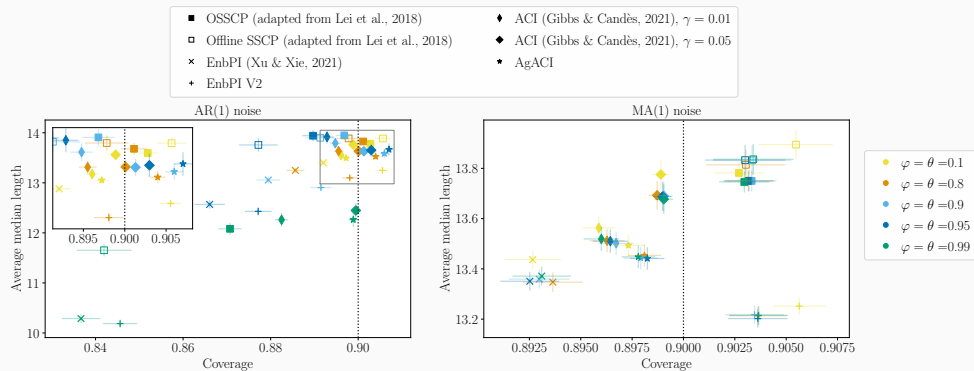 OSSCP (adapted from Lei et al., 2018)
Offline SSCP (adapted from Lei et al., 2018)
EnbPI (Xu & Xie, 2021)
EnbPI V2
ACI (Gibbs & Candès, 2021), γ = 0.01
ACI (Gibbs & Candès, 2021), γ = 0.05
AgACI
AR(1) noise
Average median length
14
13
12
11
10
0.895 0.900 0.905
0.84 0.86 0.88 0.90
Coverage
MA(1) noise
Average median length
13.8
13.6
13.4
13.2
0.8925 0.8950 0.8975 0.9000 0.9025 0.9050 0.9075
Coverage
φ = θ =0.1
φ = θ =0.8
φ = θ =0.9
φ = θ =0.95
φ = θ =0.99